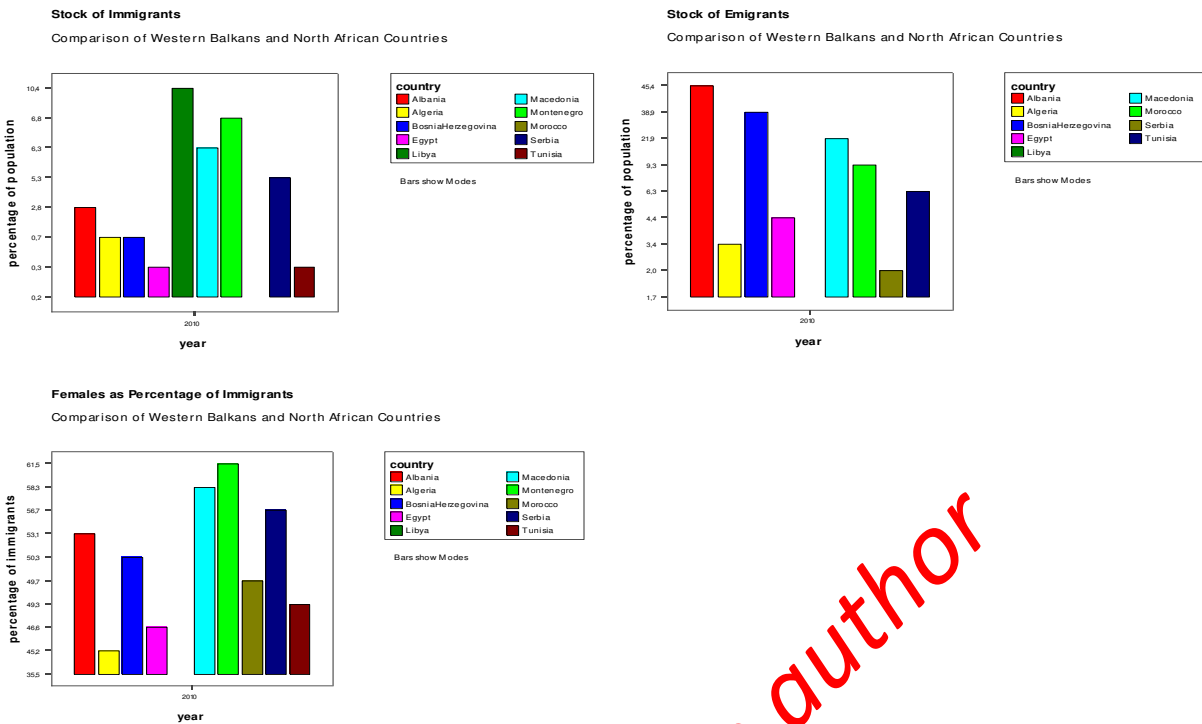 Stock of Immigrants
Comparison of Western Balkans and North African Countries
percentage of population
10,4
6,8
6,3
5,3
2,8
0,7
0,3
0,2
2010
year
country
Albania
Algeria
BosniaHerzegovina
Egypt
Libya
Macedonia
Montenegro
Morocco
Serbia
Tunisia
Bars show Modes
Stock of Emigrants
Comparison of Western Balkans and North African Countries
percentage of population
45,4
38,9
21,9
9,3
6,3
4,4
3,4
2,0
1,7
2010
year
country
Albania
Algeria
BosniaHerzegovina
Egypt
Libya
Macedonia
Morocco
Serbia
Tunisia
Bars show Modes
Females as Percentage of Immigrants
Comparison of Western Balkans and North African Countries
percentage of immigrants
61,5
58,3
56,7
53,1
50,3
49,7
49,3
46,6
45,2
35,5
2010
year
country
Albania
Algeria
BosniaHerzegovina
Egypt
Libya
Macedonia
Montenegro
Morocco
Serbia
Tunisia
Bars show Modes
author